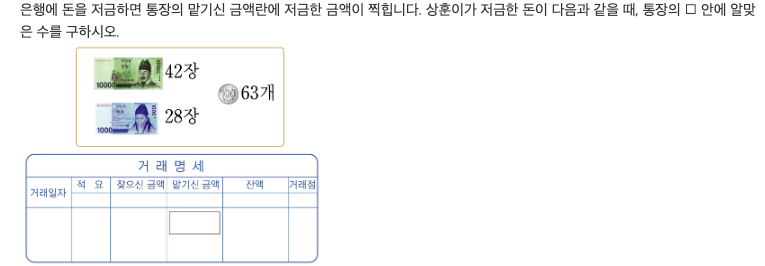 은행에 돈을 저금하면 통장의 맡기신 금액란에 저금한 금액이 찍힙니다. 상훈이가 저금한 돈이 다음과 같을 때, 통장의 □ 안에 알맞
은 수를 구하시오.
10000 42장
100 63개
1000 28장
거 래 명 세
거래일자 적 요 찾으신 금액 맡기신 금액 잔액 거래점